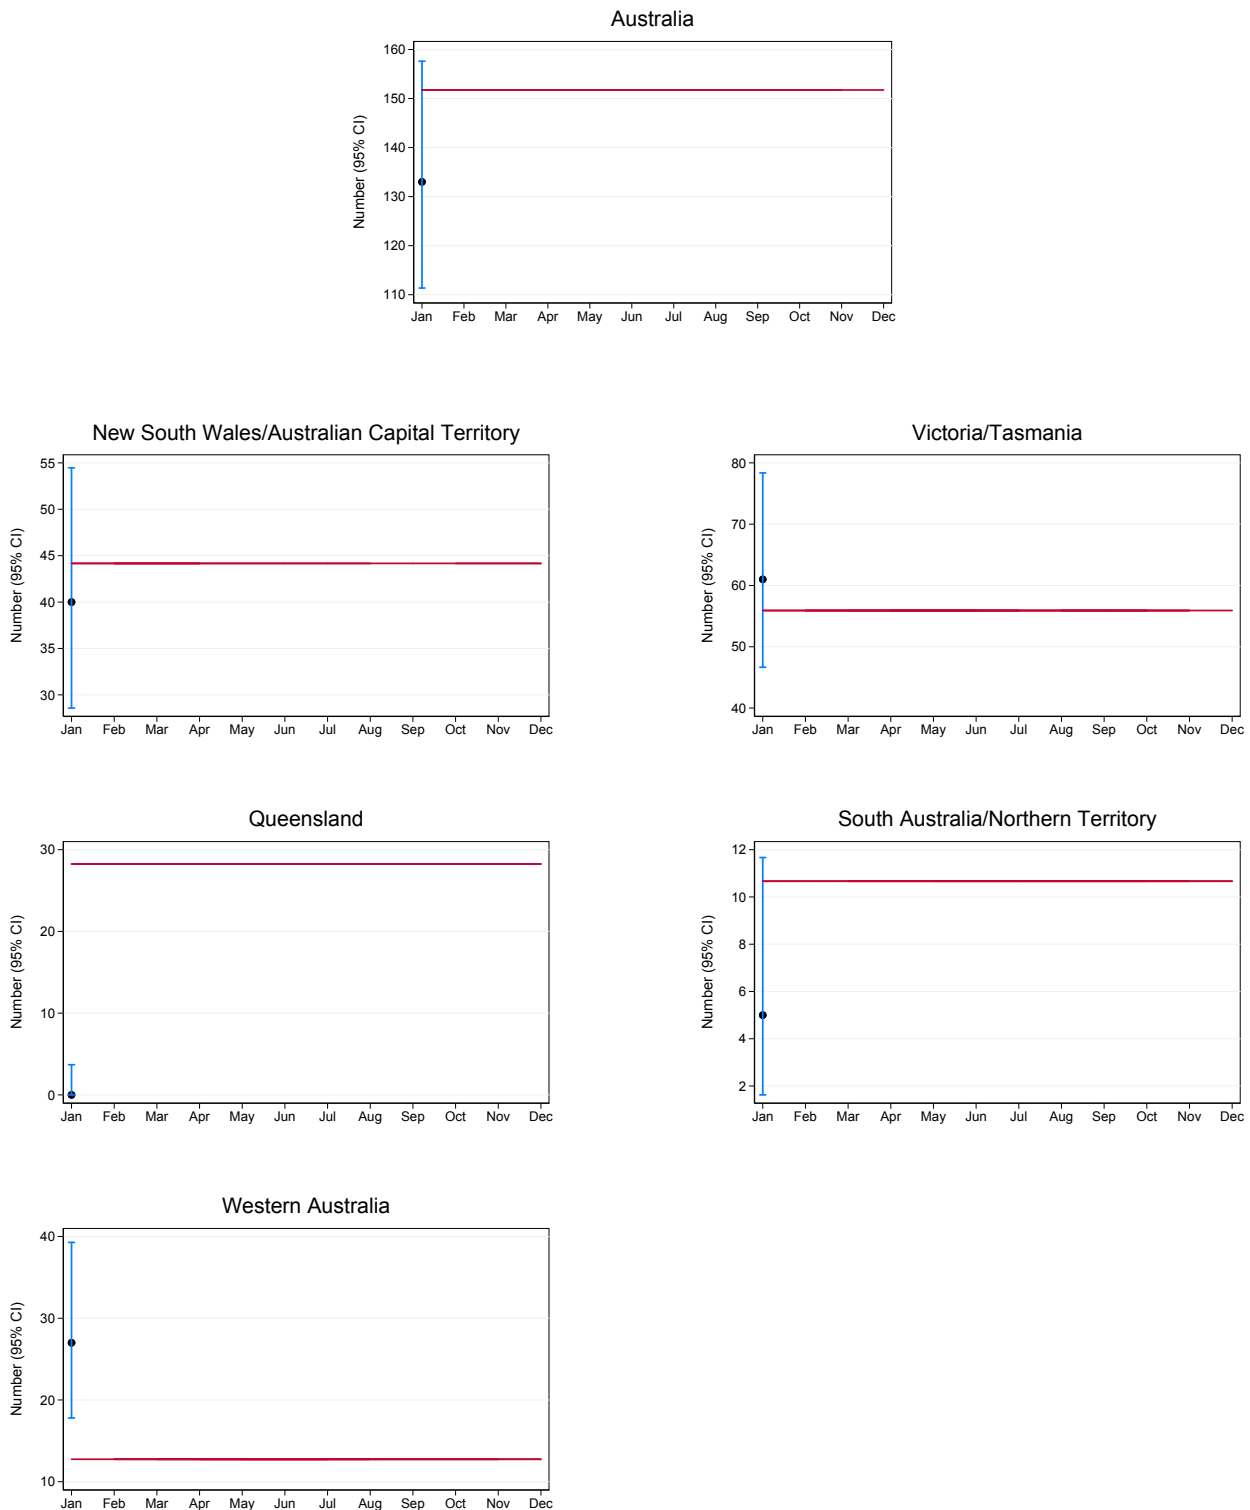 Australia
Number (95% CI)
160
150
140
130
120
110
Jan Feb Mar Apr May Jun Jul Aug Sep Oct Nov Dec
New South Wales/Australian Capital Territory
Number (95% CI)
55
50
45
40
35
30
Jan Feb Mar Apr May Jun Jul Aug Sep Oct Nov Dec
Victoria/Tasmania
Number (95% CI)
80
70
60
50
40
Jan Feb Mar Apr May Jun Jul Aug Sep Oct Nov Dec
Queensland
Number (95% CI)
30
20
10
0
Jan Feb Mar Apr May Jun Jul Aug Sep Oct Nov Dec
South Australia/Northern Territory
Number (95% CI)
12
10
8
6
4
2
Jan Feb Mar Apr May Jun Jul Aug Sep Oct Nov Dec
Western Australia
Number (95% CI)
40
30
20
10
Jan Feb Mar Apr May Jun Jul Aug Sep Oct Nov Dec